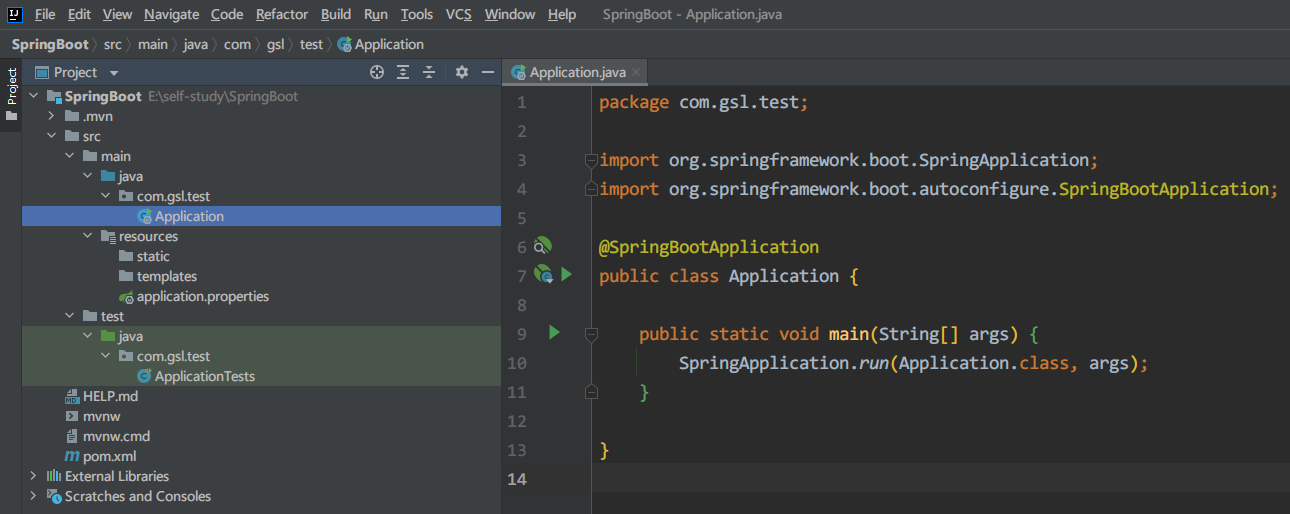 File Edit View Navigate Code Refactor Build Run Tools VCS Window Help SpringBoot - Application.java
SpringBoot src main java com gsl test Application
Project
Project
SpringBoot E:\self-study\SpringBoot
.mvn
src
main
java
com.gsl.test
Application
resources
static
templates
application.properties
test
java
com.gsl.test
ApplicationTests
HELP.md
mvnw
mvnw.cmd
pom.xml
External Libraries
Scratches and Consoles
Application.java
1 package com.gsl.test;
2
3 import org.springframework.boot.SpringApplication;
4 import org.springframework.boot.autoconfigure.SpringBootApplication;
5
6 @SpringBootApplication
7 public class Application {
8
9 public static void main(String[] args) {
10 SpringApplication.run(Application.class, args);
11 }
12
13 }
14